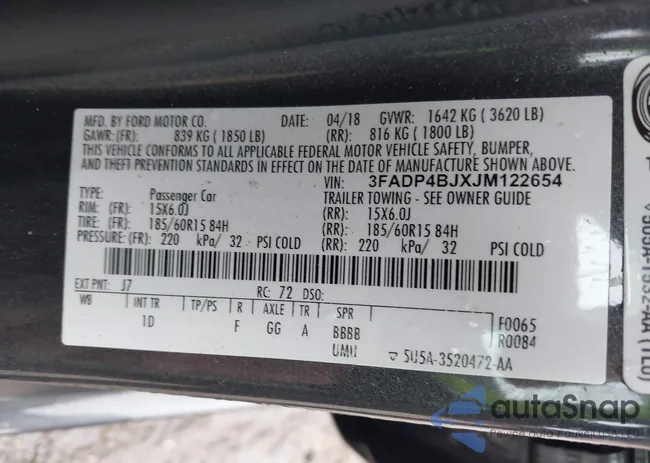 MFD. BY FORD MOTOR CO. DATE: 04/18 GVWR: 1642 KG ( 3620 LB)
GAWR: (FR): 839 KG ( 1850 LB) (RR): 816 KG ( 1800 LB)
THIS VEHICLE CONFORMS TO ALL APPLICABLE FEDERAL MOTOR VEHICLE SAFETY, BUMPER,
AND THEFT PREVENTION STANDARDS IN EFFECT ON THE DATE OF MANUFACTURE SHOWN ABOVE.
VIN: 3FADP4BJXJM122654
TYPE: Passenger Car TRAILER TOWING - SEE OWNER GUIDE
RIM: (FR): 15X6.0J (RR): 15X6.0J
TIRE: (FR): 185/60R15 84H (RR): 185/60R15 84H
PRESSURE: (FR): 220 kPa/ 32 PSI COLD (RR): 220 kPa/ 32 PSI COLD
EXT PNT: J7 RC: 72 DSO:
WB INT TR TP/PS R AXLE TR SPR
1D F GG A BBBB
UMU
F0065
R0084
5U5A-3520472-AA
autoSnap